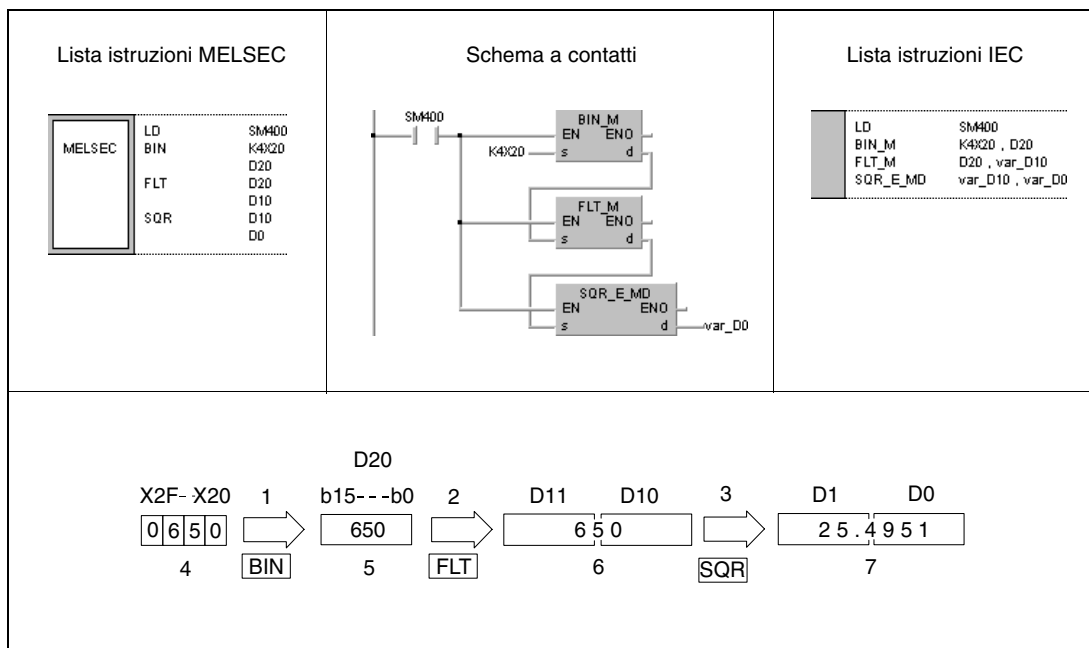 Lista istruzioni MELSEC
MELSEC
LD SM400
BIN K4X20
D20
FLT D20
D10
SQR D10
D0
Schema a contatti
SM400
BIN_M
EN ENO
K4X20 s d
FLT_M
EN ENO
s d
SQR_E_MD
EN ENO
s d var_D0
Lista istruzioni IEC
LD SM400
BIN_M K4X20 , D20
FLT_M D20 , var_D10
SQR_E_MD var_D10 , var_D0
D20
X2F- X20 1 b15---b0 2 D11 D10 3 D1 D0
0 6 5 0 650 6 5 0 2 5 . 4 9 5 1
4 BIN 5 FLT 6 SQR 7